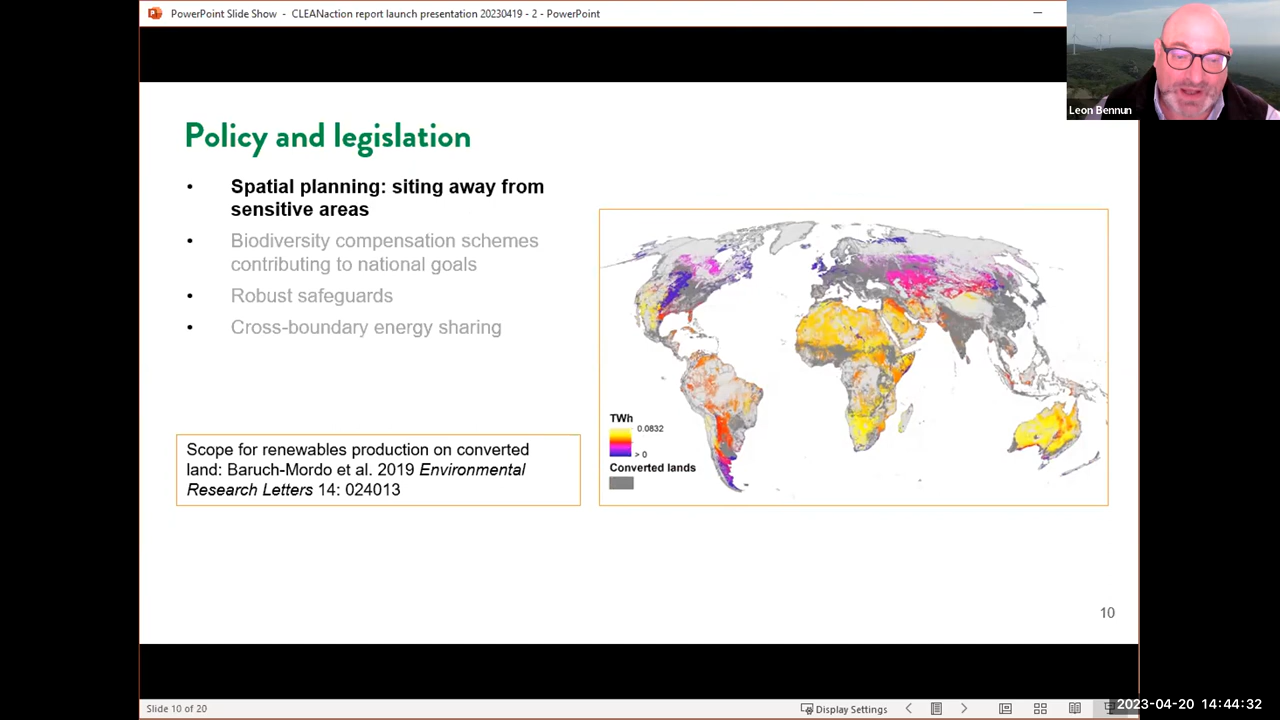 PowerPoint Slide Show - CLEANaction report launch presentation 20230419 - 2 - PowerPoint
Leon Bennun
Policy and legislation
• Spatial planning: siting away from
sensitive areas
• Biodiversity compensation schemes
contributing to national goals
• Robust safeguards
• Cross-boundary energy sharing
TWh
0.0832
> 0
Converted lands
Scope for renewables production on converted
land: Baruch-Mordo et al. 2019 Environmental
Research Letters 14: 024013
10
Slide 10 of 20
Display Settings
2023-04-20 14:44:32